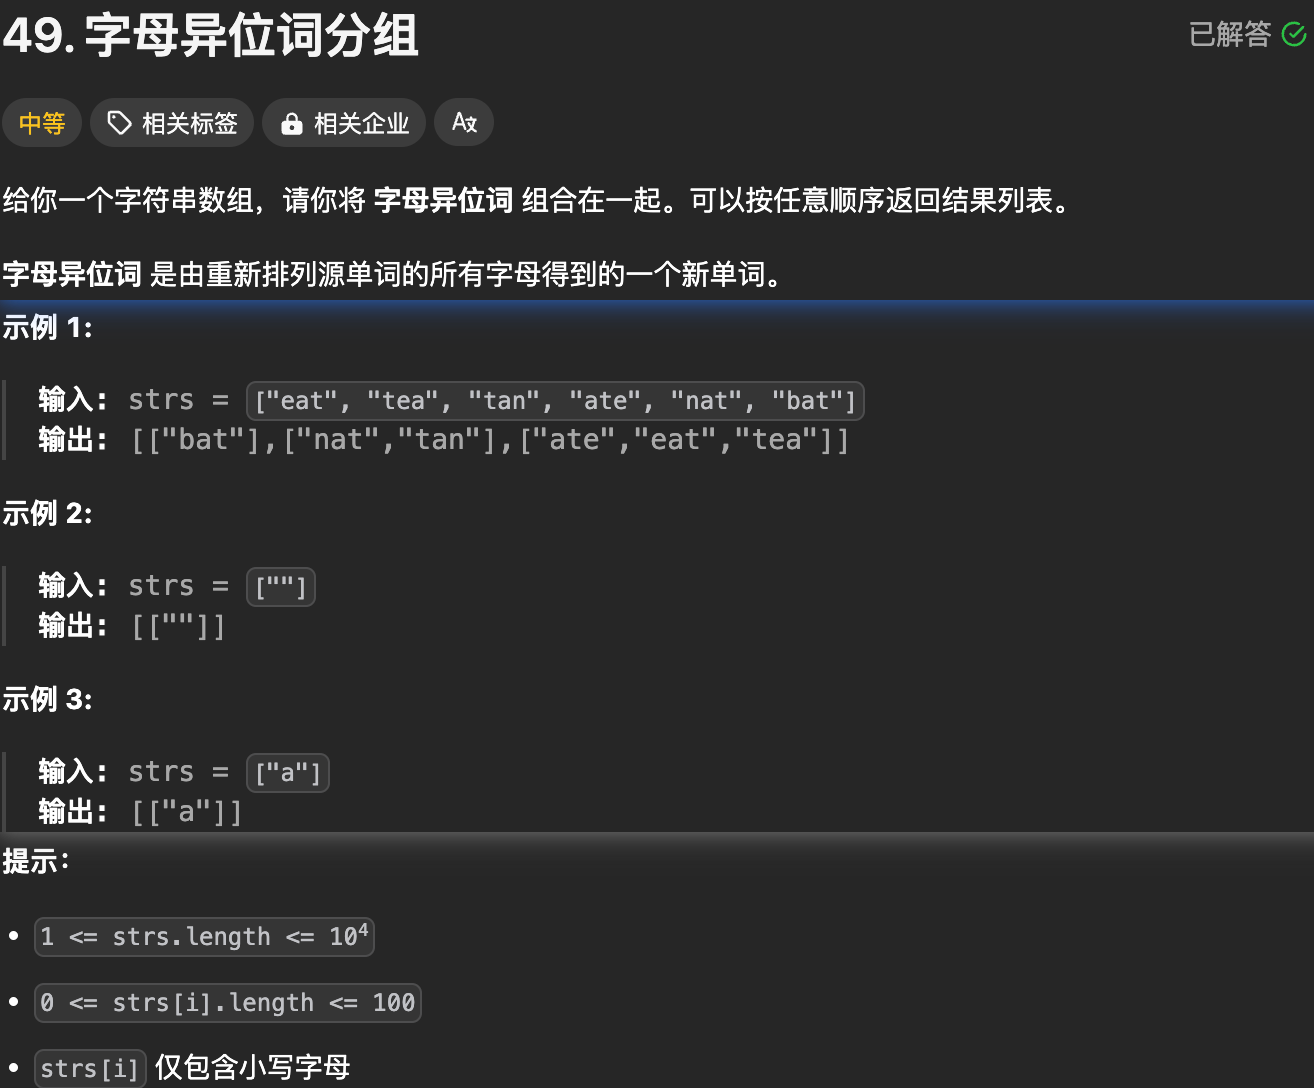 49. 字母异位词分组
已解答
中等
相关标签
相关企业
给你一个字符串数组，请你将 字母异位词 组合在一起。可以按任意顺序返回结果列表。
字母异位词 是由重新排列源单词的所有字母得到的一个新单词。
示例 1:
输入: strs = ["eat", "tea", "tan", "ate", "nat", "bat"]
输出: [["bat"],["nat","tan"],["ate","eat","tea"]]
示例 2:
输入: strs = [""]
输出: [[""]]
示例 3:
输入: strs = ["a"]
输出: [["a"]]
提示：
• 1 <= strs.length <= 10⁴
• 0 <= strs[i].length <= 100
• strs[i] 仅包含小写字母